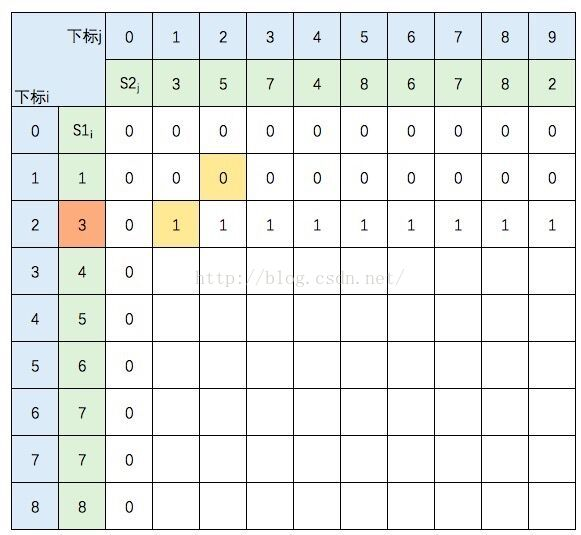 下标j 0 1 2 3 4 5 6 7 8 9
下标i S2j 3 5 7 4 8 6 7 8 2
0 S1i 0 0 0 0 0 0 0 0 0 0
1 1 0 0 0 0 0 0 0 0 0 0
2 3 0 1 1 1 1 1 1 1 1 1
http://blog.csdn.net/
3 4 0
4 5 0
5 6 0
6 7 0
7 7 0
8 8 0